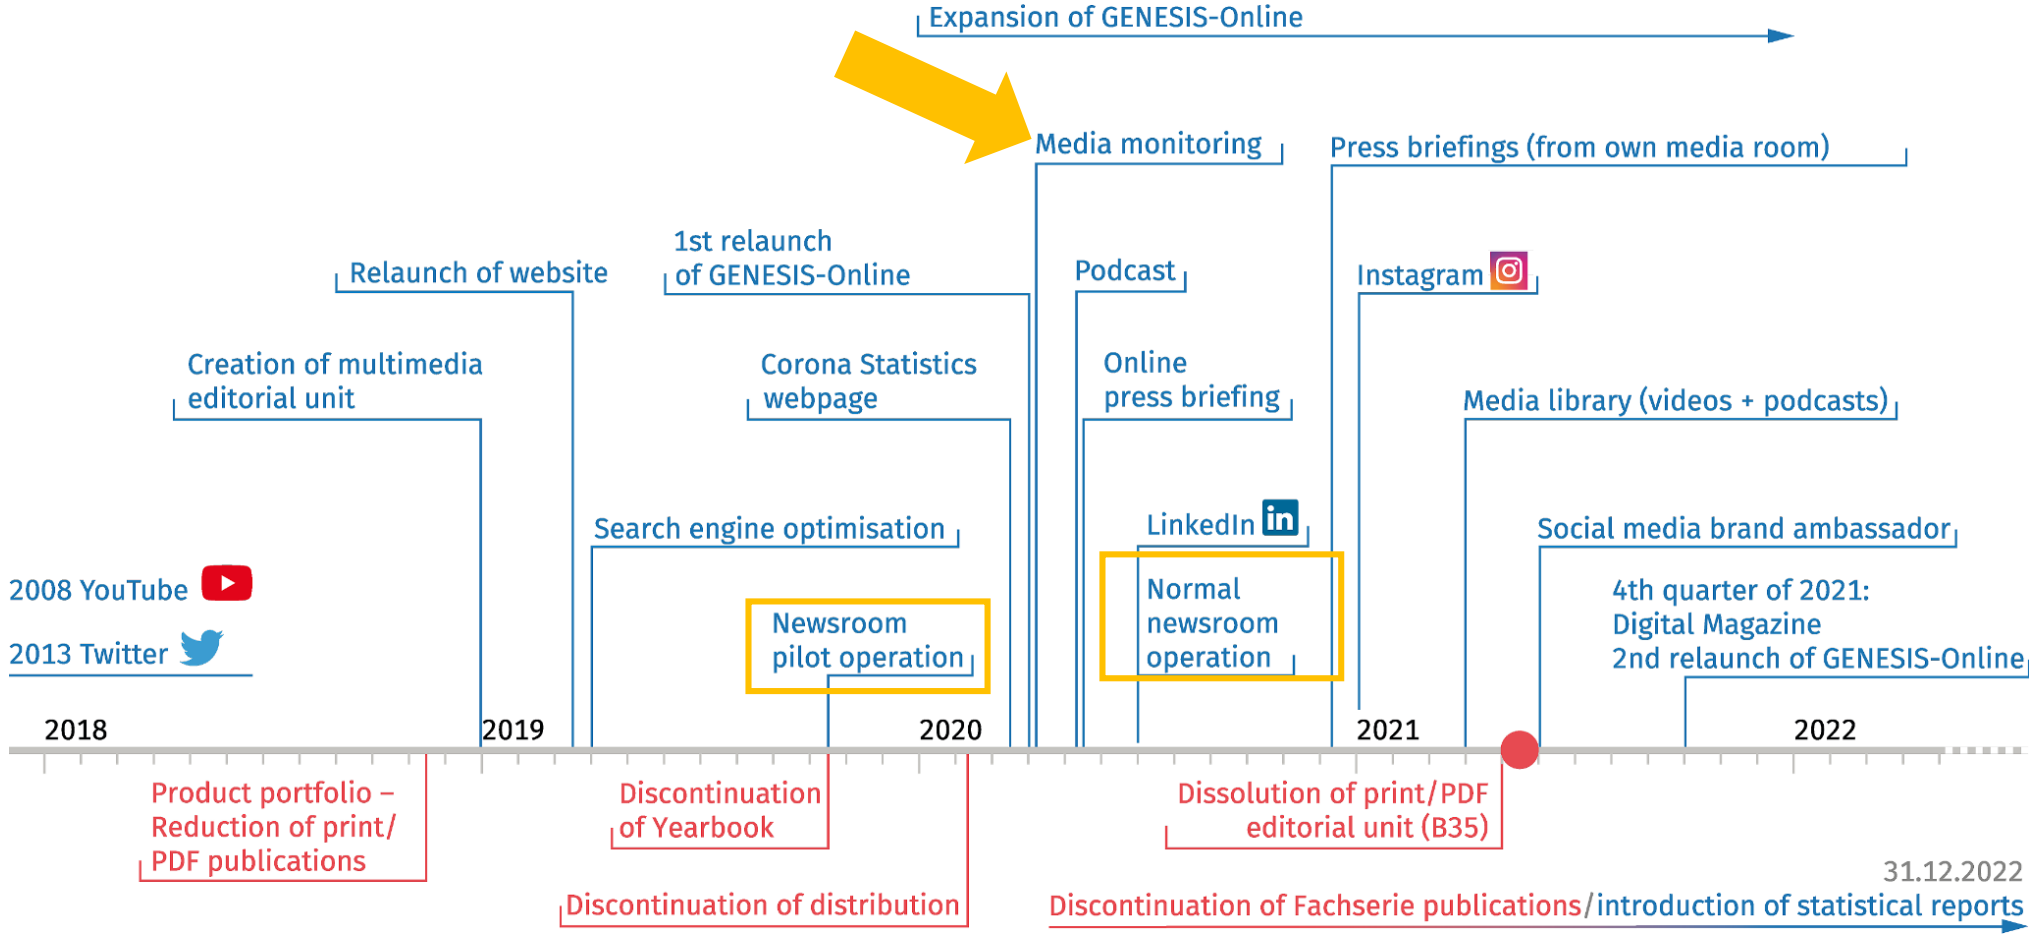 Expansion of GENESIS-Online
Media monitoring
Press briefings (from own media room)
1st relaunch
of GENESIS-Online
Relaunch of website
Podcast
Instagram
Creation of multimedia
editorial unit
Corona Statistics
webpage
Online
press briefing
Media library (videos + podcasts)
Search engine optimisation
LinkedIn in
Social media brand ambassador
2008 YouTube
2013 Twitter
Newsroom
pilot operation
Normal
newsroom
operation
4th quarter of 2021:
Digital Magazine
2nd relaunch of GENESIS-Online
2018
2019
2020
2021
2022
Product portfolio –
Reduction of print/
PDF publications
Discontinuation
of Yearbook
Dissolution of print/PDF
editorial unit (B35)
Discontinuation of distribution
31.12.2022
Discontinuation of Fachserie publications/introduction of statistical reports